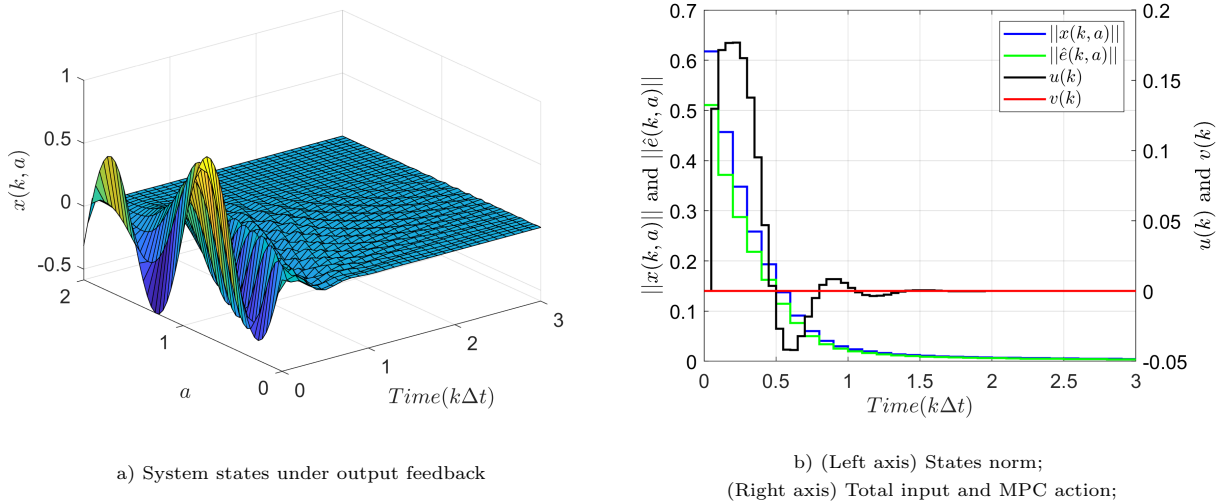 1
0.5
0
-0.5
x(k, a)
2
1
0
a
0
1
2
3
Time(kΔt)
a) System states under output feedback
0.7
0.6
0.5
0.4
0.3
0.2
0.1
0
||x(k, a)|| and ||ê(k, a)||
||x(k, a)||
||ê(k, a)||
u(k)
v(k)
0.2
0.15
0.1
0.05
0
-0.05
u(k) and v(k)
0
0.5
1
1.5
2
2.5
3
Time(kΔt)
b) (Left axis) States norm;
(Right axis) Total input and MPC action;